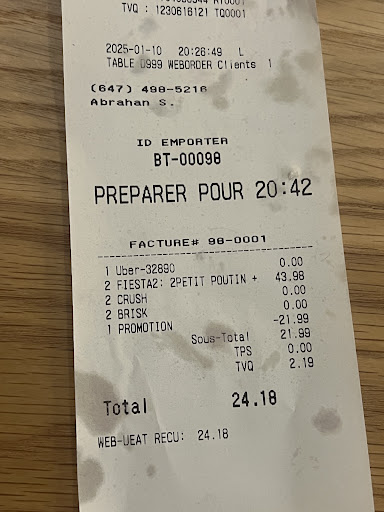 TVQ : 1230616121 TQ0001
2025-01-10 20:26:49 L
TABLE 0999 WEBORDER Clients 1
(647) 498-5216
Abrahan S.
ID EMPORTER
BT-00098
PREPARER POUR 20:42
FACTURE# 98-0001
1 Uber-32890 0.00
2 FIESTA2: 2PETIT POUTIN + 43.98
2 CRUSH 0.00
2 BRISK 0.00
1 PROMOTION -21.99
Sous-Total 21.99
TPS 0.00
TVQ 2.19
Total 24.18
WEB-UEAT RECU: 24.18